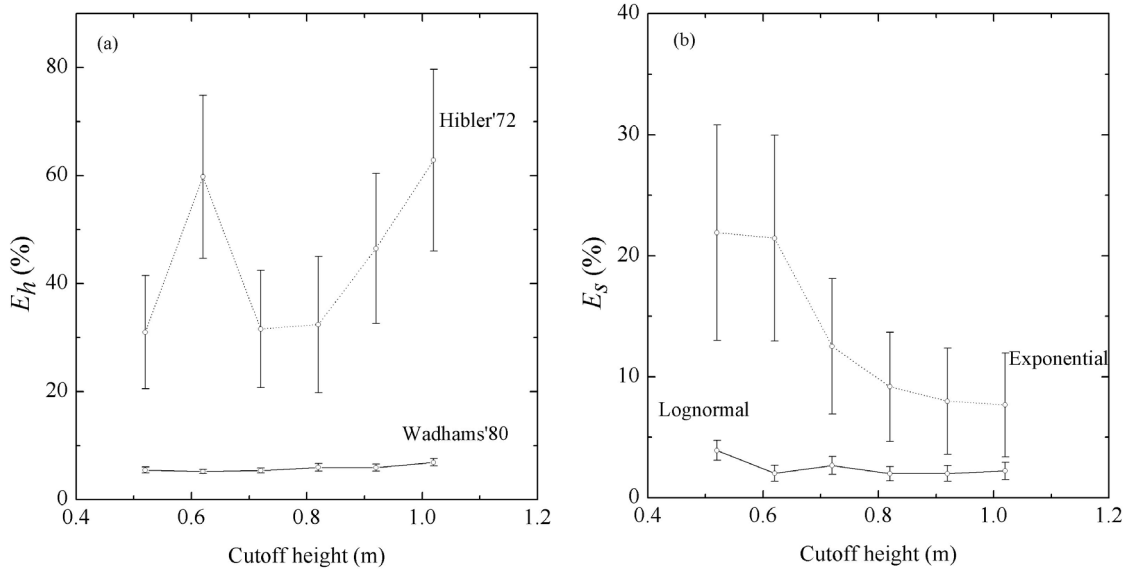 (a)
80
60
40
20
0
E_h (%)
Hibler'72
Wadhams'80
0.4 0.6 0.8 1.0 1.2
Cutoff height (m)
(b)
40
30
20
10
0
E_s (%)
Exponential
Lognormal
0.4 0.6 0.8 1.0 1.2
Cutoff height (m)